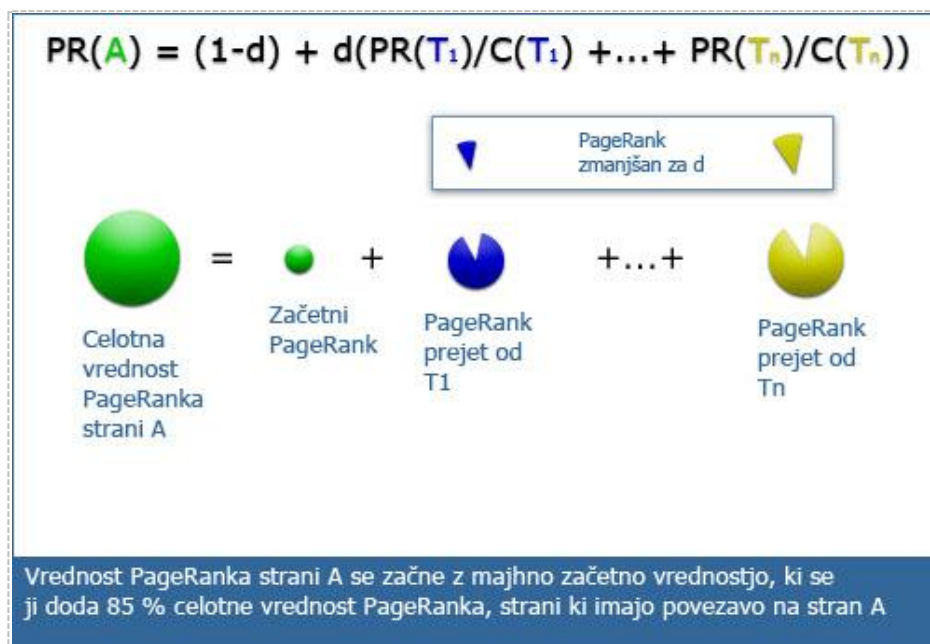 PR(A) = (1-d) + d(PR(T₁)/C(T₁) +...+ PR(Tₙ)/C(Tₙ))
PageRank
zmanjšan za d
= + +...+
Celotna
vrednost
PageRanka
strani A
Začetni
PageRank
PageRank
prejet od
T1
PageRank
prejet od
Tn
Vrednost PageRanka strani A se začne z majhno začetno vrednostjo, ki se
ji doda 85 % celotne vrednost PageRanka, strani ki imajo povezavo na stran A